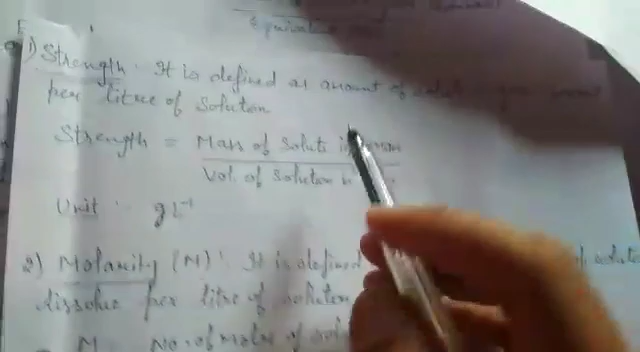 Equivalent
1) Strength. It is defined as amount of
per litre of Solution
Strength = Mass of Solute in
Vol. of Solution
Unit : gL⁻¹
2) Molarity (M): It is defined
dissolve per litre of solution
M No. of moles of